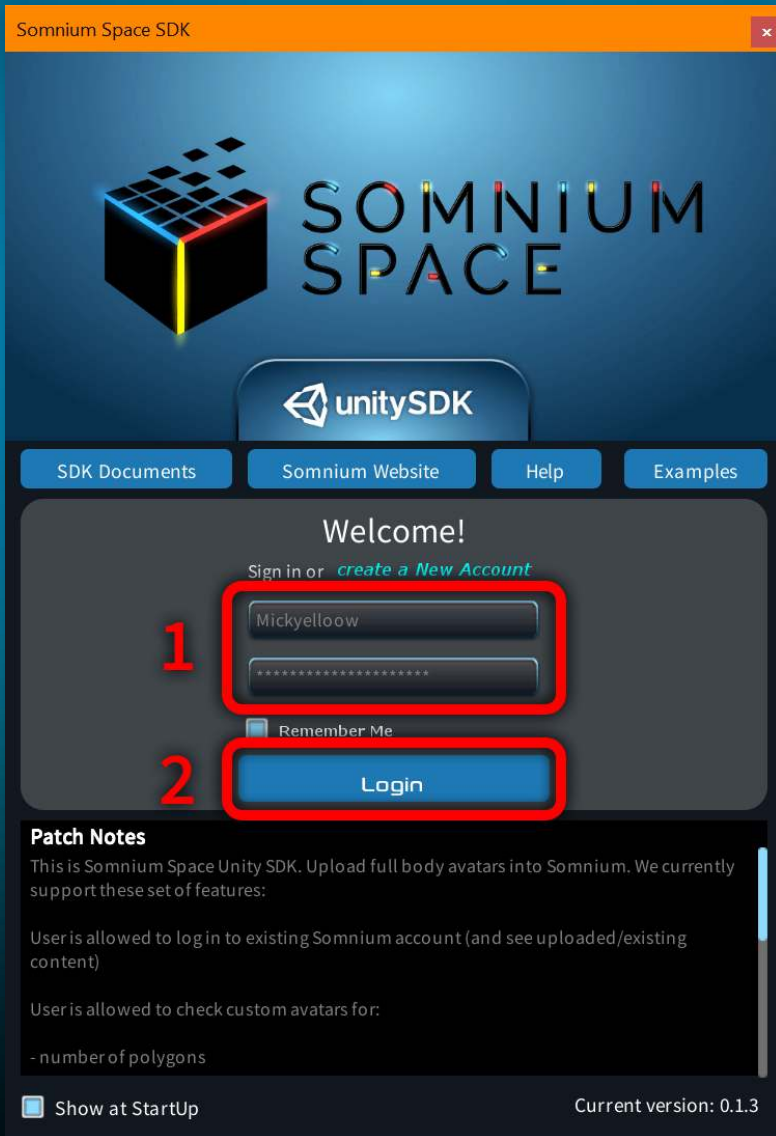 Somnium Space SDK
x
SOMNIUM
SPACE
unitySDK
SDK Documents
Somnium Website
Help
Examples
Welcome!
Sign in or create a New Account
1
Mickyelloow
*********************
Remember Me
2
Login
Patch Notes
This is Somnium Space Unity SDK. Upload full body avatars into Somnium. We currently
support these set of features:
User is allowed to log in to existing Somnium account (and see uploaded/existing
content)
User is allowed to check custom avatars for:
- number of polygons
Show at StartUp
Current version: 0.1.3